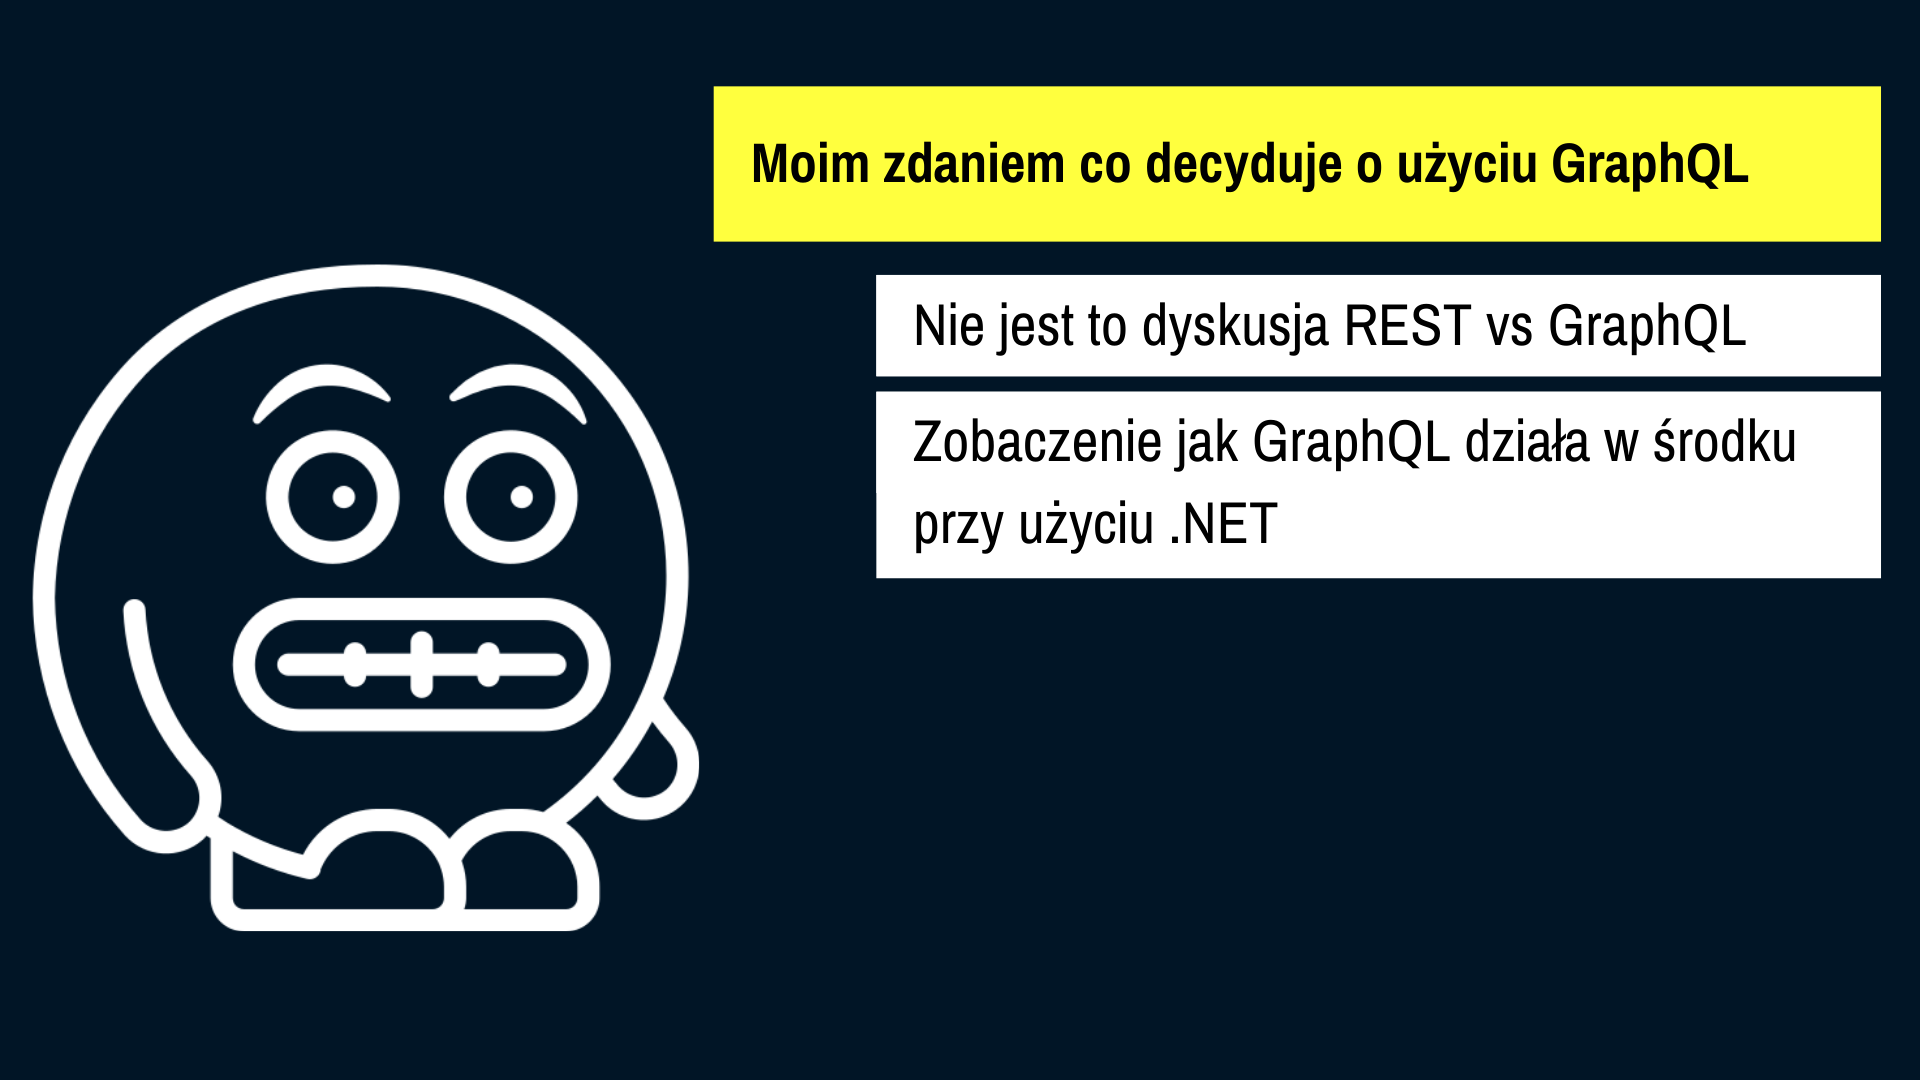 Moim zdaniem co decyduje o użyciu GraphQL
Nie jest to dyskusja REST vs GraphQL
Zobaczenie jak GraphQL działa w środku
przy użyciu .NET